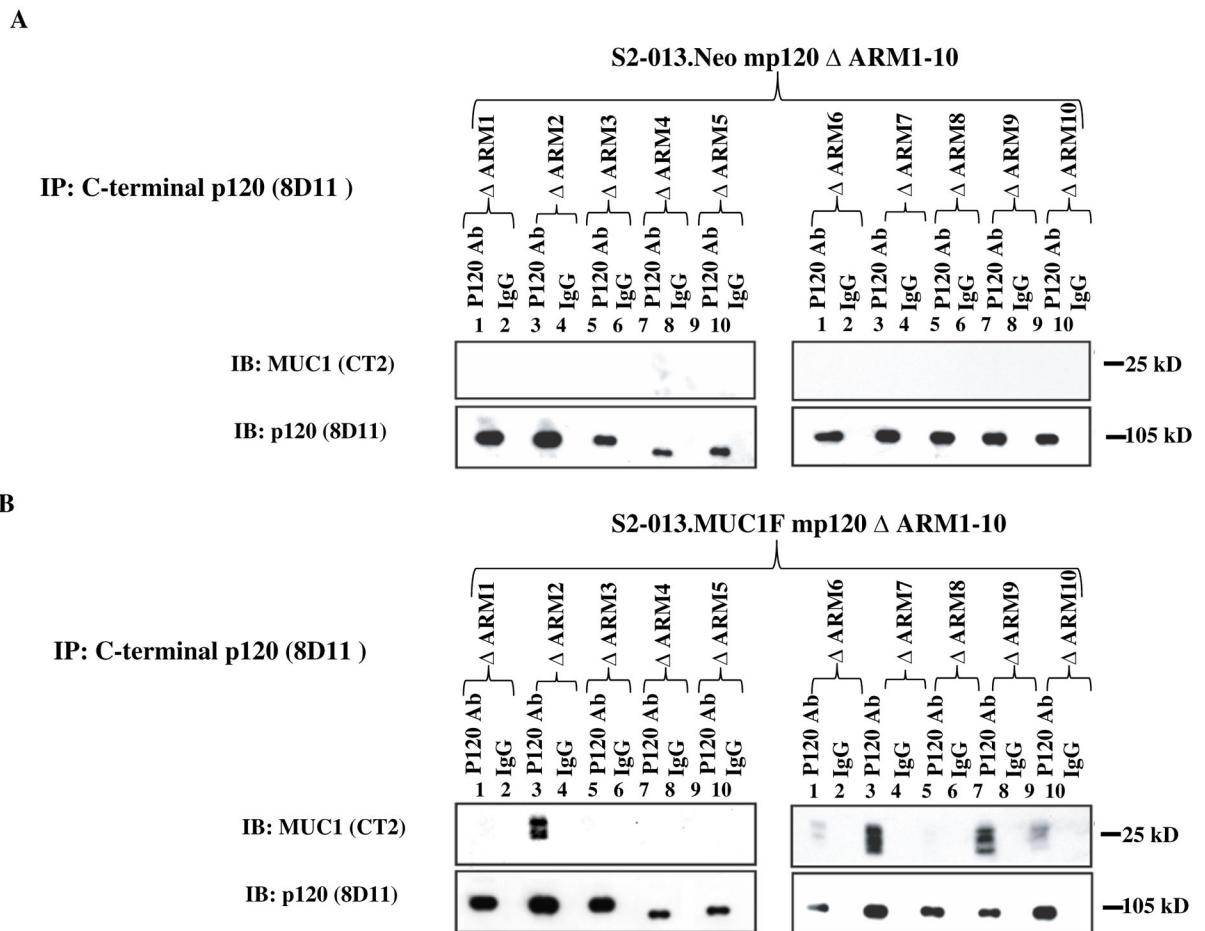 A
S2-013.Neo mp120 Δ ARM1-10
IP: C-terminal p120 (8D11 )
Δ ARM1
Δ ARM2
Δ ARM3
Δ ARM4
Δ ARM5
Δ ARM6
Δ ARM7
Δ ARM8
Δ ARM9
Δ ARM10
P120 Ab
IgG
P120 Ab
IgG
P120 Ab
IgG
P120 Ab
IgG
P120 Ab
IgG
P120 Ab
IgG
P120 Ab
IgG
P120 Ab
IgG
P120 Ab
IgG
P120 Ab
IgG
1 2 3 4 5 6 7 8 9 10
1 2 3 4 5 6 7 8 9 10
IB: MUC1 (CT2)
25 kD
IB: p120 (8D11)
105 kD
B
S2-013.MUC1F mp120 Δ ARM1-10
IP: C-terminal p120 (8D11 )
Δ ARM1
Δ ARM2
Δ ARM3
Δ ARM4
Δ ARM5
Δ ARM6
Δ ARM7
Δ ARM8
Δ ARM9
Δ ARM10
P120 Ab
IgG
P120 Ab
IgG
P120 Ab
IgG
P120 Ab
IgG
P120 Ab
IgG
P120 Ab
IgG
P120 Ab
IgG
P120 Ab
IgG
P120 Ab
IgG
P120 Ab
IgG
1 2 3 4 5 6 7 8 9 10
1 2 3 4 5 6 7 8 9 10
IB: MUC1 (CT2)
25 kD
IB: p120 (8D11)
105 kD